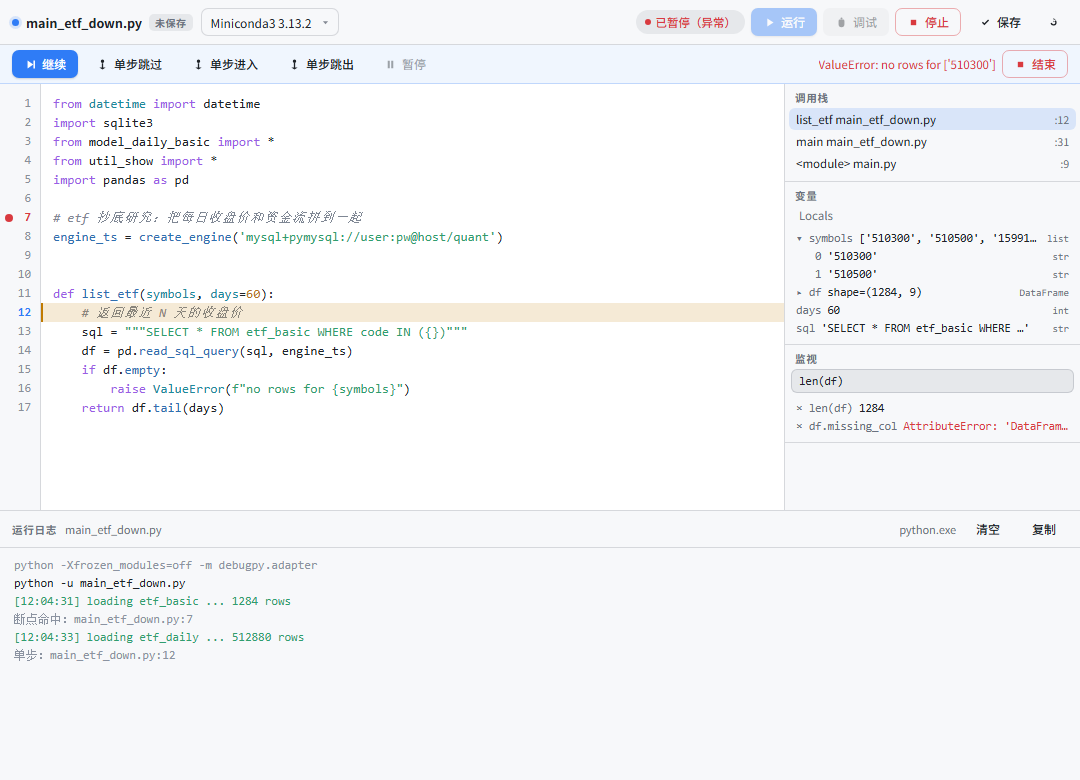 main_etf_down.py 未保存 Miniconda3 3.13.2 已暂停（异常） 运行 调试 停止 保存
继续 单步跳过 单步进入 单步跳出 暂停 ValueError: no rows for ['510300'] 结束
1 from datetime import datetime
2 import sqlite3
3 from model_daily_basic import *
4 from util_show import *
5 import pandas as pd
6
7 # etf 抄底研究：把每日收盘价和资金流拼到一起
8 engine_ts = create_engine('mysql+pymysql://user:pw@host/quant')
9
10
11 def list_etf(symbols, days=60):
12 # 返回最近 N 天的收盘价
13 sql = """SELECT * FROM etf_basic WHERE code IN ({})"""
14 df = pd.read_sql_query(sql, engine_ts)
15 if df.empty:
16 raise ValueError(f"no rows for {symbols}")
17 return df.tail(days)
调用栈
list_etf main_etf_down.py :12
main main_etf_down.py :31
<module> main.py :9
变量
Locals
symbols ['510300', '510500', '15991… list
0 '510300' str
1 '510500' str
df shape=(1284, 9) DataFrame
days 60 int
sql 'SELECT * FROM etf_basic WHERE …' str
监视
len(df)
× len(df) 1284
× df.missing_col AttributeError: 'DataFram…
运行日志 main_etf_down.py python.exe 清空 复制
python -Xfrozen_modules=off -m debugpy.adapter
python -u main_etf_down.py
[12:04:31] loading etf_basic ... 1284 rows
断点命中: main_etf_down.py:7
[12:04:33] loading etf_daily ... 512880 rows
单步: main_etf_down.py:12